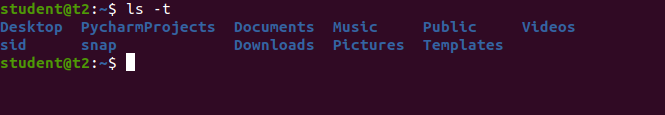 student@t2:~$ ls -t
Desktop  PycharmProjects  Documents  Music     Public     Videos
sid      snap             Downloads  Pictures  Templates
student@t2:~$